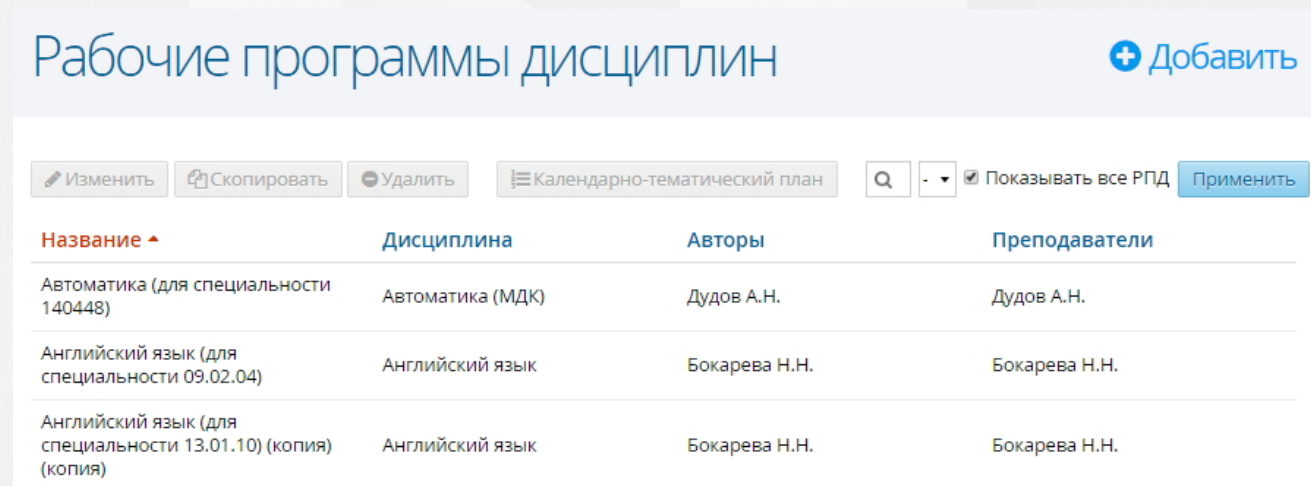 Рабочие программы дисциплин
Добавить
Изменить Скопировать Удалить Календарно-тематический план - Показывать все РПД Применить
Название Дисциплина Авторы Преподаватели
Автоматика (для специальности
140448) Автоматика (МДК) Дудов А.Н. Дудов А.Н.
Английский язык (для
специальности 09.02.04) Английский язык Бокарева Н.Н. Бокарева Н.Н.
Английский язык (для
специальности 13.01.10) (копия) Английский язык Бокарева Н.Н. Бокарева Н.Н.
(копия)